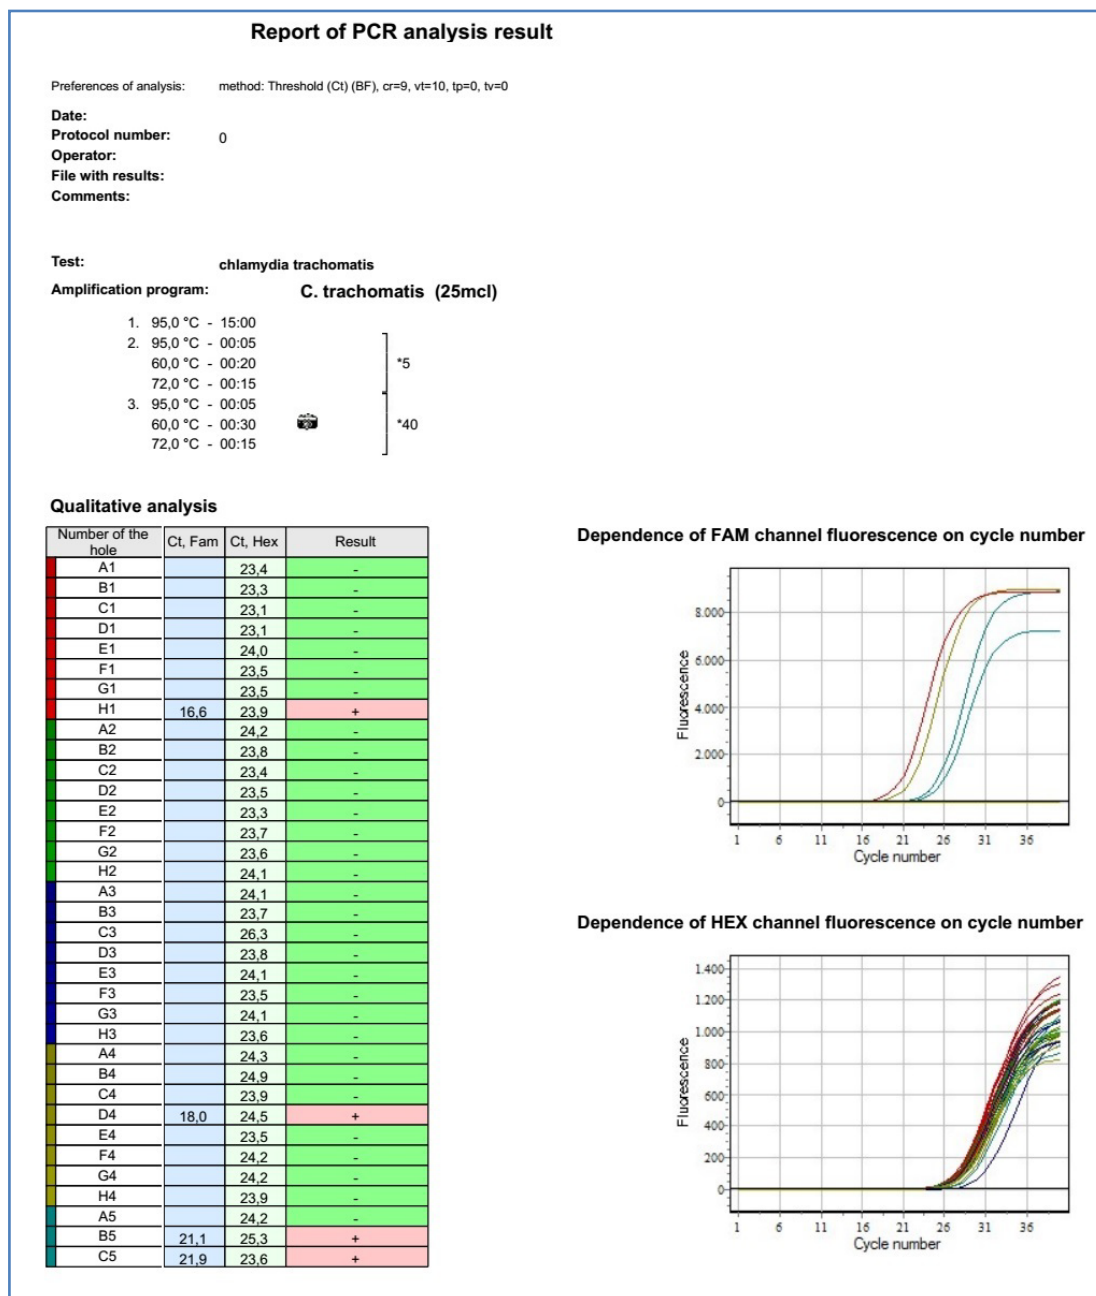 Report of PCR analysis result
Preferences of analysis: method: Threshold (Ct) (BF), cr=9, vt=10, tp=0, tv=0
Date:
Protocol number: 0
Operator:
File with results:
Comments:
Test: chlamydia trachomatis
Amplification program: C. trachomatis (25mcl)
1. 95,0 °C - 15:00
2. 95,0 °C - 00:05
60,0 °C - 00:20 *5
72,0 °C - 00:15
3. 95,0 °C - 00:05
60,0 °C - 00:30 *40
72,0 °C - 00:15
Qualitative analysis
Number of the hole Ct, Fam Ct, Hex Result
A1 23,4 -
B1 23,3 -
C1 23,1 -
D1 23,1 -
E1 24,0 -
F1 23,5 -
G1 23,5 -
H1 16,6 23,9 +
A2 24,2 -
B2 23,8 -
C2 23,4 -
D2 23,5 -
E2 23,3 -
F2 23,7 -
G2 23,6 -
H2 24,1 -
A3 24,1 -
B3 23,7 -
C3 26,3 -
D3 23,8 -
E3 24,1 -
F3 23,5 -
G3 24,1 -
H3 23,6 -
A4 24,3 -
B4 24,9 -
C4 23,9 -
D4 18,0 24,5 +
E4 23,5 -
F4 24,2 -
G4 24,2 -
H4 23,9 -
A5 24,2 -
B5 21,1 25,3 +
C5 21,9 23,6 +
Dependence of FAM channel fluorescence on cycle number
Fluorescence
8.000
6.000
4.000
2.000
0
1 6 11 16 21 26 31 36
Cycle number
Dependence of HEX channel fluorescence on cycle number
Fluorescence
1.400
1.200
1.000
800
600
400
200
0
1 6 11 16 21 26 31 36
Cycle number